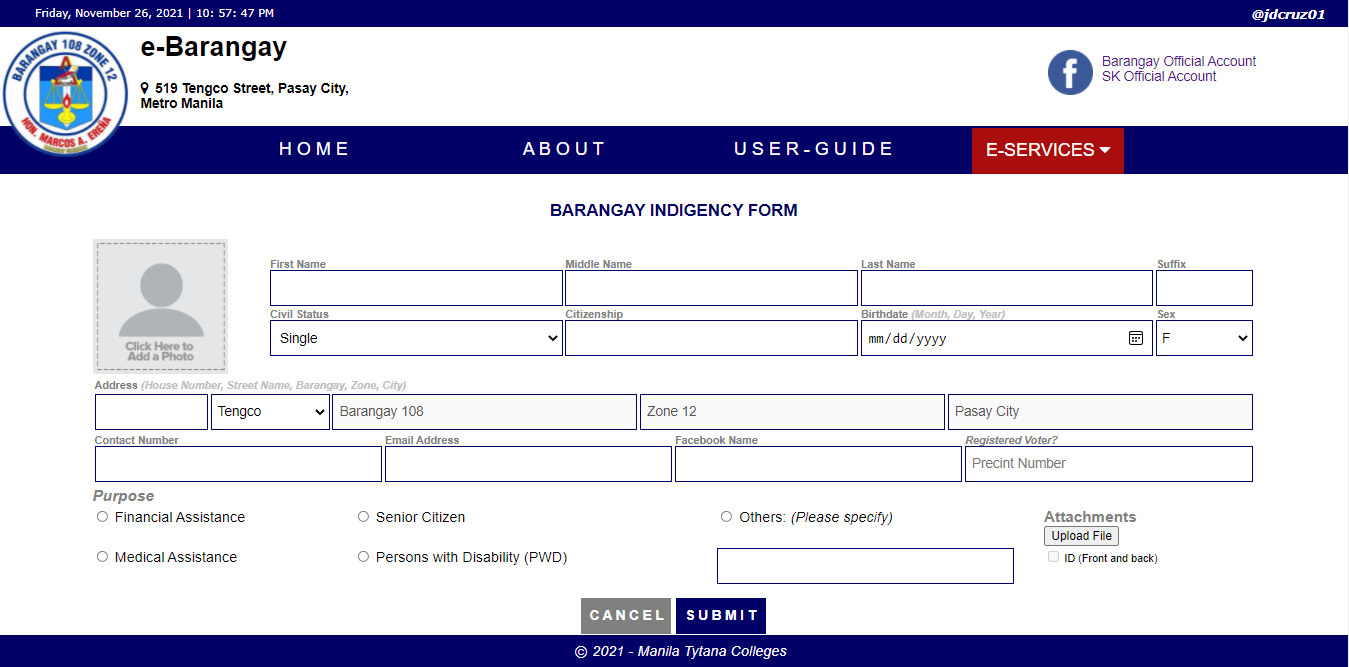 Friday, November 26, 2021 | 10: 57: 47 PM
@jdcruz01
BARANGAY 108 ZONE 12
HON. MARCOS A. EREÑA
e-Barangay
519 Tengco Street, Pasay City,
Metro Manila
f
Barangay Official Account
SK Official Account
HOME
ABOUT
USER-GUIDE
E-SERVICES
BARANGAY INDIGENCY FORM
Click Here to
Add a Photo
First Name
Middle Name
Last Name
Suffix
Civil Status
Citizenship
Birthdate (Month, Day, Year)
Sex
Single
mm/dd/yyyy
F
Address (House Number, Street Name, Barangay, Zone, City)
Tengco
Barangay 108
Zone 12
Pasay City
Contact Number
Email Address
Facebook Name
Registered Voter?
Precint Number
Purpose
Financial Assistance
Senior Citizen
Others: (Please specify)
Attachments
Upload File
Medical Assistance
Persons with Disability (PWD)
ID (Front and back)
CANCEL
SUBMIT
© 2021 - Manila Tytana Colleges